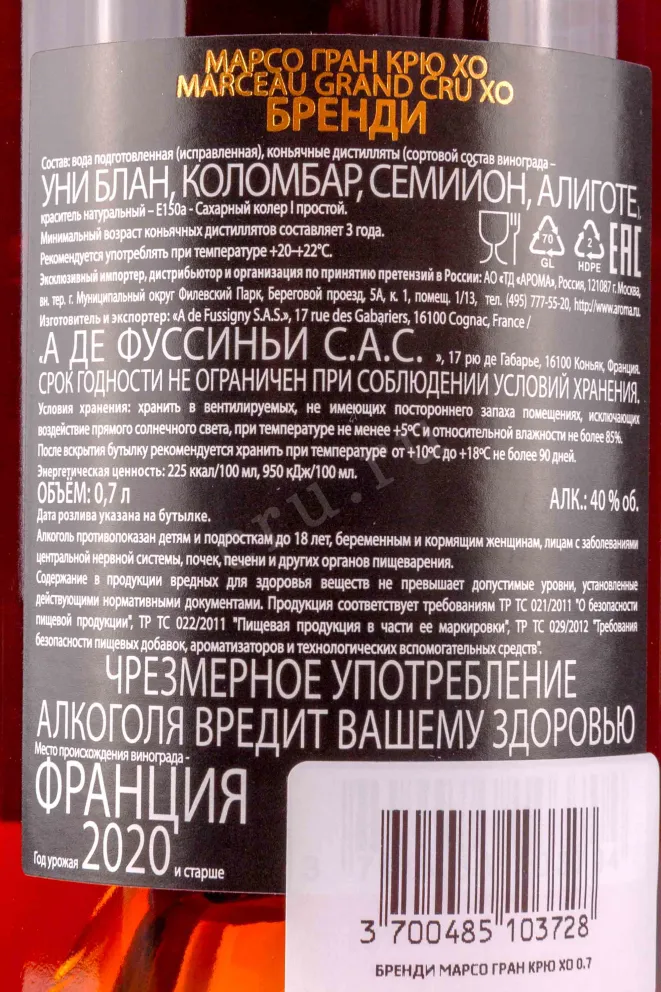 МАРСО ГРАН КРЮ ХО
MARCEAU GRAND CRU XO
БРЕНДИ
Состав: вода подготовленная (исправленная), коньячные дистилляты (сортовой состав винограда –
УНИ БЛАН, КОЛОМБАР, СЕМИЙОН, АЛИГОТЕ),
краситель натуральный – Е150а - Сахарный колер I простой.
Минимальный возраст коньячных дистиллятов составляет 3 года.
Рекомендуется употреблять при температуре +20-+22°С.
70
GL
2
HDPE
EAC
Эксклюзивный импортер, дистрибьютор и организация по принятию претензий в России: АО «ТД «АРОМА», Россия, 121087 г. Москва,
вн. тер. г. Муниципальный округ Филевский Парк, Береговой проезд, 5А, к. 1, помещ. 1/13, тел. (495) 777-55-20, http://www.aroma.ru.
Изготовитель и экспортер: «A de Fussigny S.A.S.», 17 rue des Gabariers, 16100 Cognac, France /
.А ДЕ ФУССИНЬИ С.А.С. », 17 рю де Габарье, 16100 Коньяк, Франция.
СРОК ГОДНОСТИ НЕ ОГРАНИЧЕН ПРИ СОБЛЮДЕНИИ УСЛОВИЙ ХРАНЕНИЯ.
Условия хранения: хранить в вентилируемых, не имеющих постороннего запаха помещениях, исключающих
воздействие прямого солнечного света, при температуре не менее +5°С и относительной влажности не более 85%.
После вскрытия бутылку рекомендуется хранить при температуре от +10°С до +18°С не более 90 дней.
Энергетическая ценность: 225 ккал/100 мл, 950 кДж/100 мл.
ОБЪЁМ: 0,7 л АЛК.: 40 % об.
Дата розлива указана на бутылке.
Алкоголь противопоказан детям и подросткам до 18 лет, беременным и кормящим женщинам, лицам с заболеваниями
центральной нервной системы, почек, печени и других органов пищеварения.
Содержание в продукции вредных для здоровья веществ не превышает допустимые уровни, установленные
действующими нормативными документами. Продукция соответствует требованиям ТР ТС 021/2011 "О безопасности
пищевой продукции", ТР ТС 022/2011 "Пищевая продукция в части ее маркировки", ТР ТС 029/2012 "Требования
безопасности пищевых добавок, ароматизаторов и технологических вспомогательных средств".
ЧРЕЗМЕРНОЕ УПОТРЕБЛЕНИЕ
АЛКОГОЛЯ ВРЕДИТ ВАШЕМУ ЗДОРОВЬЮ
Место происхождения винограда -
ФРАНЦИЯ
Год урожая 2020 и старше
3 700485 103728
БРЕНДИ МАРСО ГРАН КРЮ ХО 0.7